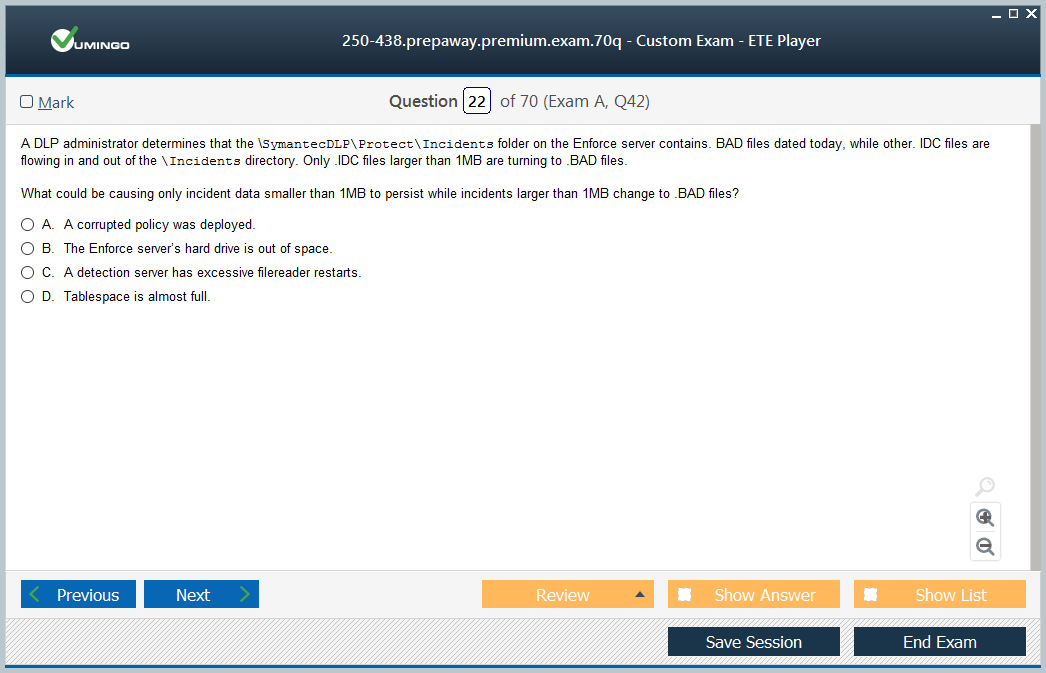 VUMINGO
250-438.prepaway.premium.exam.70q - Custom Exam - ETE Player
Mark
Question 22 of 70 (Exam A, Q42)
A DLP administrator determines that the \SymantecDLP\Protect\Incidents folder on the Enforce server contains. BAD files dated today, while other. IDC files are
flowing in and out of the \Incidents directory. Only .IDC files larger than 1MB are turning to .BAD files.
What could be causing only incident data smaller than 1MB to persist while incidents larger than 1MB change to .BAD files?
A. A corrupted policy was deployed.
B. The Enforce server's hard drive is out of space.
C. A detection server has excessive filereader restarts.
D. Tablespace is almost full.
Previous
Next
Review
Show Answer
Show List
Save Session
End Exam